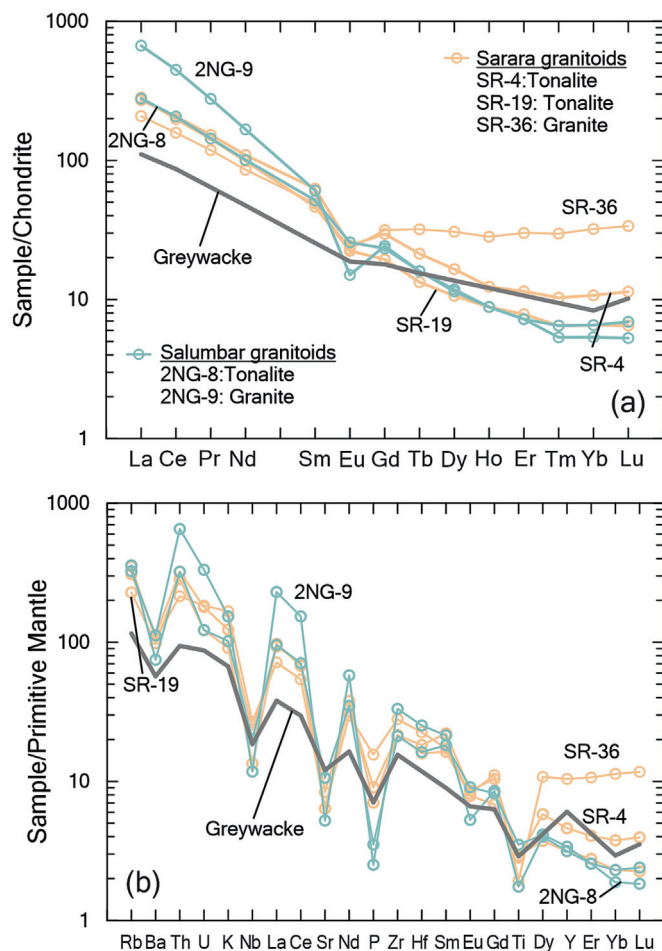 1000
2NG-9
Sarara granitoids
SR-4:Tonalite
SR-19: Tonalite
SR-36: Granite
2NG-8
100
Sample/Chondrite
SR-36
Greywacke
10
SR-19
SR-4
Salumbar granitoids
2NG-8:Tonalite
2NG-9: Granite
(a)
1
La Ce Pr Nd Sm Eu Gd Tb Dy Ho Er Tm Yb Lu
1000
2NG-9
100
SR-19
Sample/Primitive Mantle
SR-36
10
Greywacke
SR-4
(b)
2NG-8
1
Rb Ba Th U K Nb La Ce Sr Nd P Zr Hf Sm Eu Gd Ti Dy Y Er Yb Lu